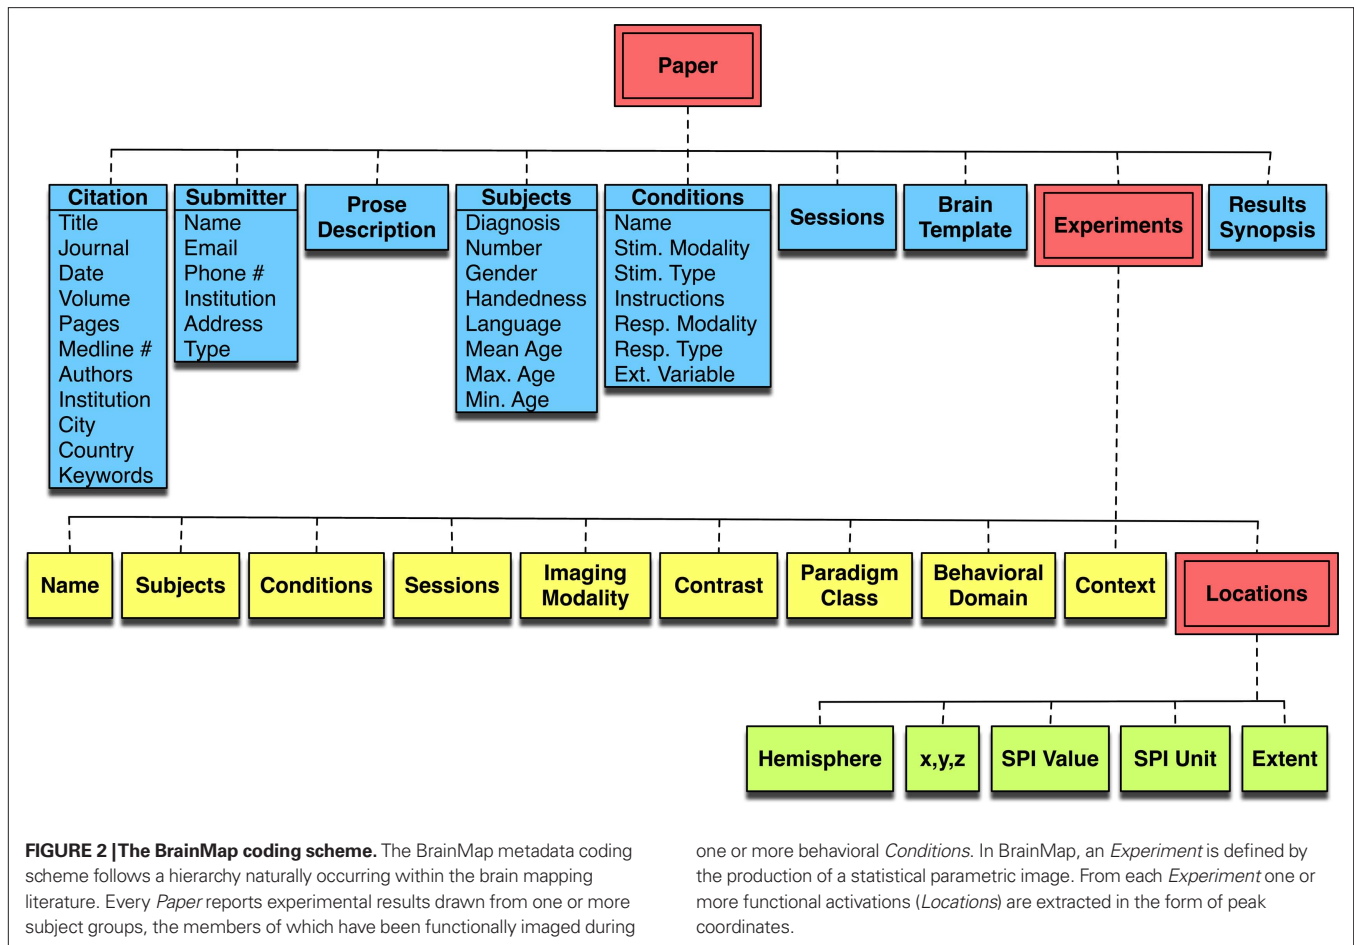 Paper
Citation
Title
Journal
Date
Volume
Pages
Medline #
Authors
Institution
City
Country
Keywords
Submitter
Name
Email
Phone #
Institution
Address
Type
Prose
Description
Subjects
Diagnosis
Number
Gender
Handedness
Language
Mean Age
Max. Age
Min. Age
Conditions
Name
Stim. Modality
Stim. Type
Instructions
Resp. Modality
Resp. Type
Ext. Variable
Sessions
Brain
Template
Experiments
Results
Synopsis
Name
Subjects
Conditions
Sessions
Imaging
Modality
Contrast
Paradigm
Class
Behavioral
Domain
Context
Locations
Hemisphere
x,y,z
SPI Value
SPI Unit
Extent
FIGURE 2 | The BrainMap coding scheme. The BrainMap metadata coding
scheme follows a hierarchy naturally occurring within the brain mapping
literature. Every Paper reports experimental results drawn from one or more
subject groups, the members of which have been functionally imaged during
one or more behavioral Conditions. In BrainMap, an Experiment is defined by
the production of a statistical parametric image. From each Experiment one or
more functional activations (Locations) are extracted in the form of peak
coordinates.